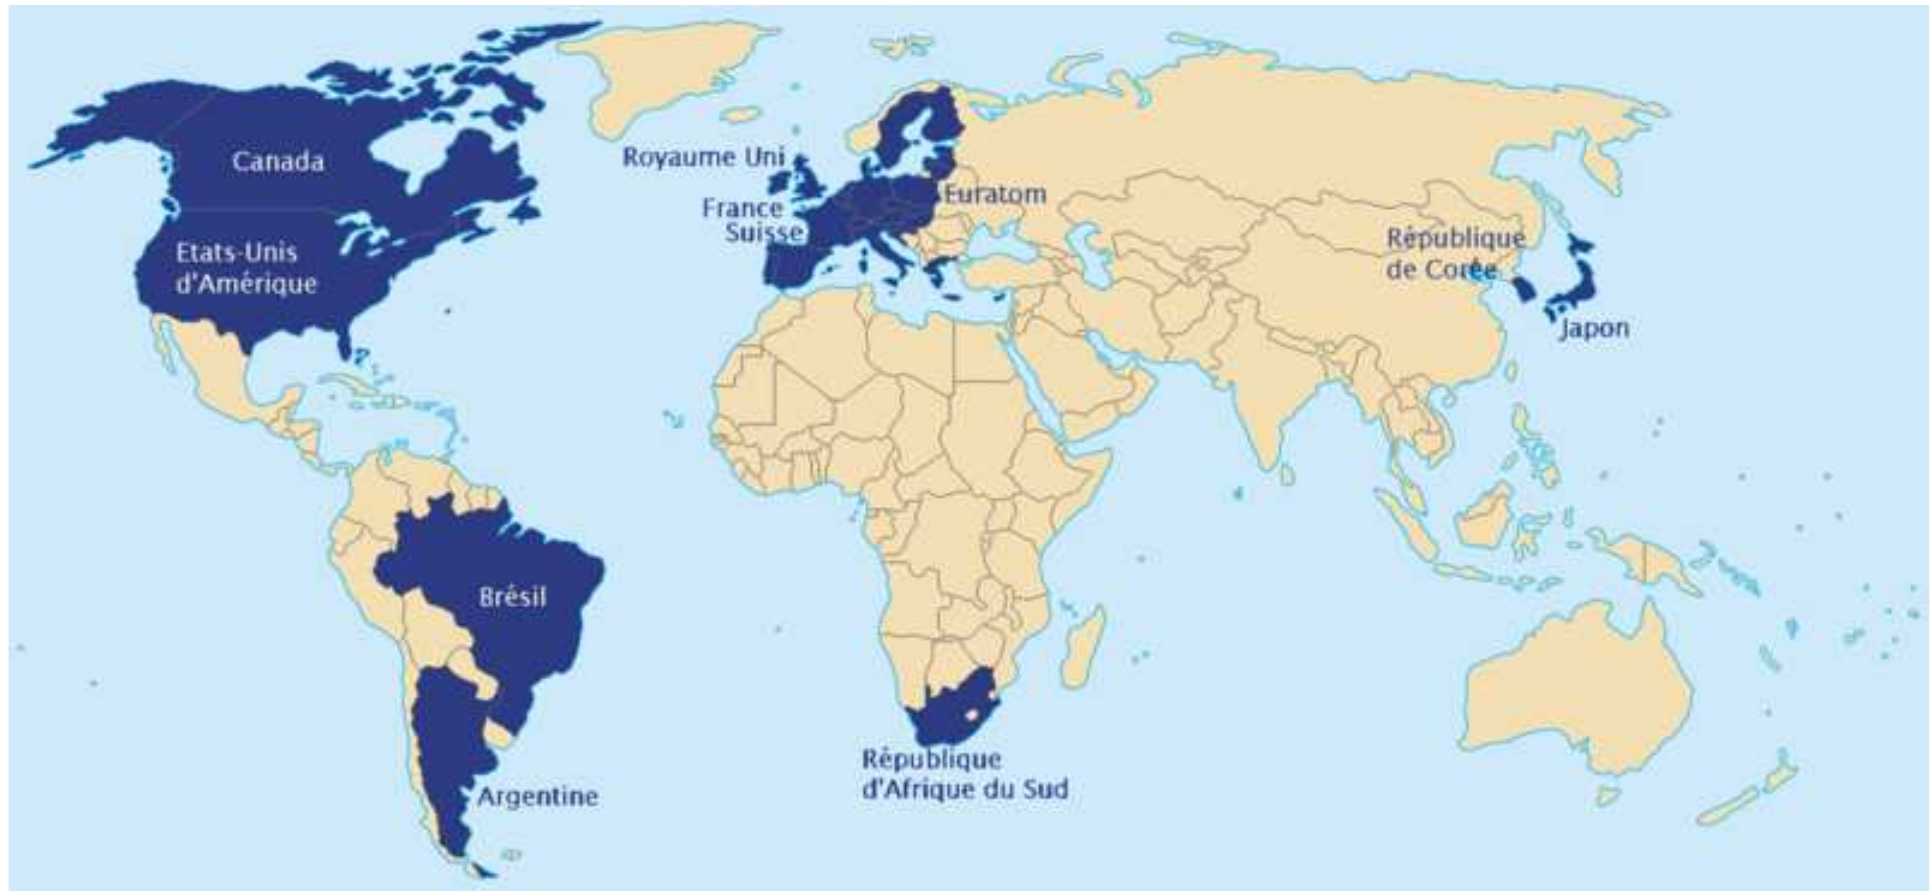 Canada
Etats-Unis
d'Amérique
Royaume Uni
France
Suisse
Euratom
République
de Corée
Japon
Brésil
Argentine
République
d'Afrique du Sud